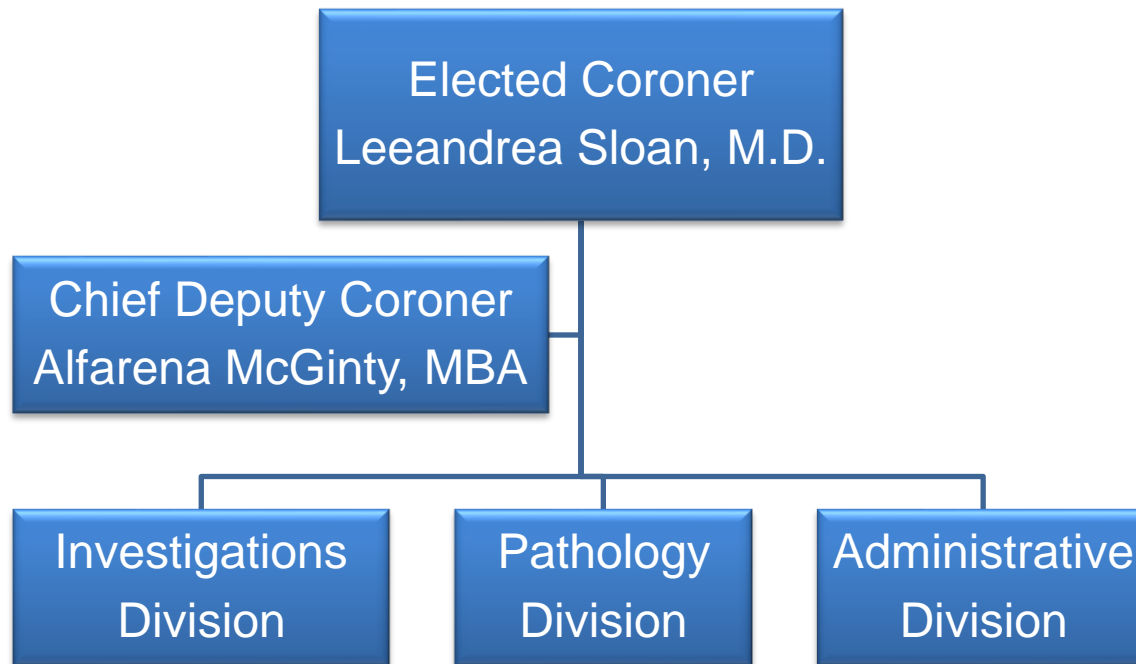 Elected Coroner
Leeandrea Sloan, M.D.
Chief Deputy Coroner
Alfarena McGinty, MBA
Investigations
Division
Pathology
Division
Administrative
Division